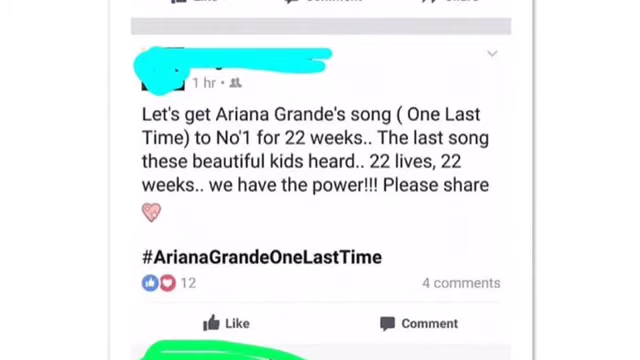 1 hr
Let's get Ariana Grande's song ( One Last
Time) to No'1 for 22 weeks.. The last song
these beautiful kids heard.. 22 lives, 22
weeks.. we have the power!!! Please share
#ArianaGrandeOneLastTime
12
4 comments
Like
Comment